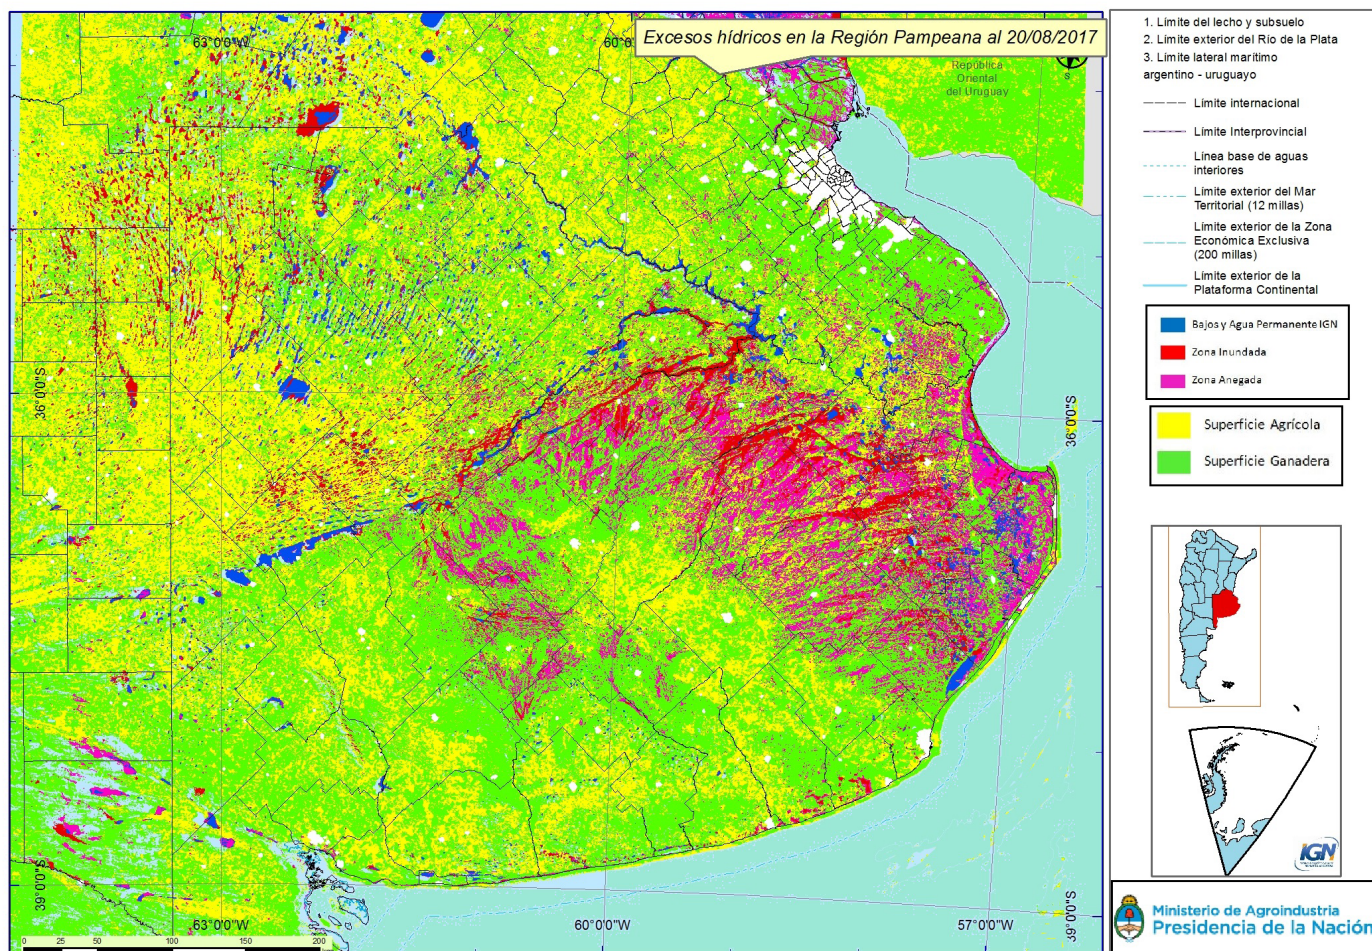 Excesos hídricos en la Región Pampeana al 20/08/2017
63°0'0"W
60°
República
Oriental
del Uruguay
S
36°0'0"S
36°0'0"S
39°0'0"S
39°0'0"S
63°0'0"W
60°0'0"W
57°0'0"W
0 25 50 100 150 200
1. Límite del lecho y subsuelo
2. Límite exterior del Río de la Plata
3. Límite lateral marítimo
argentino - uruguayo
Límite internacional
Límite Interprovincial
Línea base de aguas
interiores
Límite exterior del Mar
Territorial (12 millas)
Límite exterior de la Zona
Económica Exclusiva
(200 millas)
Límite exterior de la
Plataforma Continental
Bajos y Agua Permanente IGN
Zona Inundada
Zona Anegada
Superficie Agrícola
Superficie Ganadera
IGN
Ministerio de Agroindustria
Presidencia de la Nación